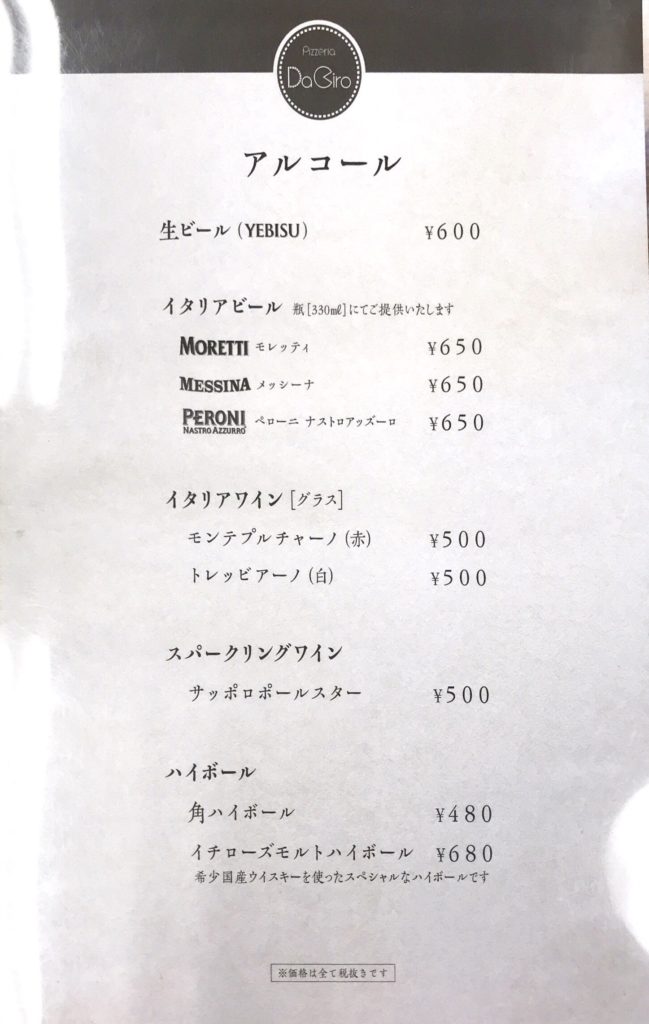 Pizzeria
DaGiro
アルコール
生ビール (YEBISU) ¥600
イタリアビール 瓶[330㎖]にてご提供いたします
MORETTI モレッティ ¥650
MESSINA メッシーナ ¥650
PERONI NASTRO AZZURRO ペローニ ナストロアッズーロ ¥650
イタリアワイン [グラス]
モンテプルチャーノ (赤) ¥500
トレッビアーノ (白) ¥500
スパークリングワイン
サッポロポールスター ¥500
ハイボール
角ハイボール ¥480
イチローズモルトハイボール ¥680
希少国産ウイスキーを使ったスペシャルなハイボールです
※価格は全て税抜きです